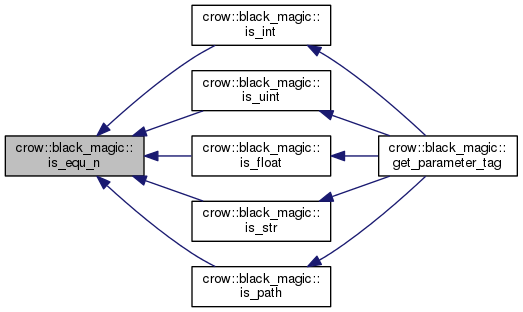 crow::black_magic::
is_int
crow::black_magic::
is_uint
crow::black_magic::
is_equ_n
crow::black_magic::
is_float
crow::black_magic::
get_parameter_tag
crow::black_magic::
is_str
crow::black_magic::
is_path